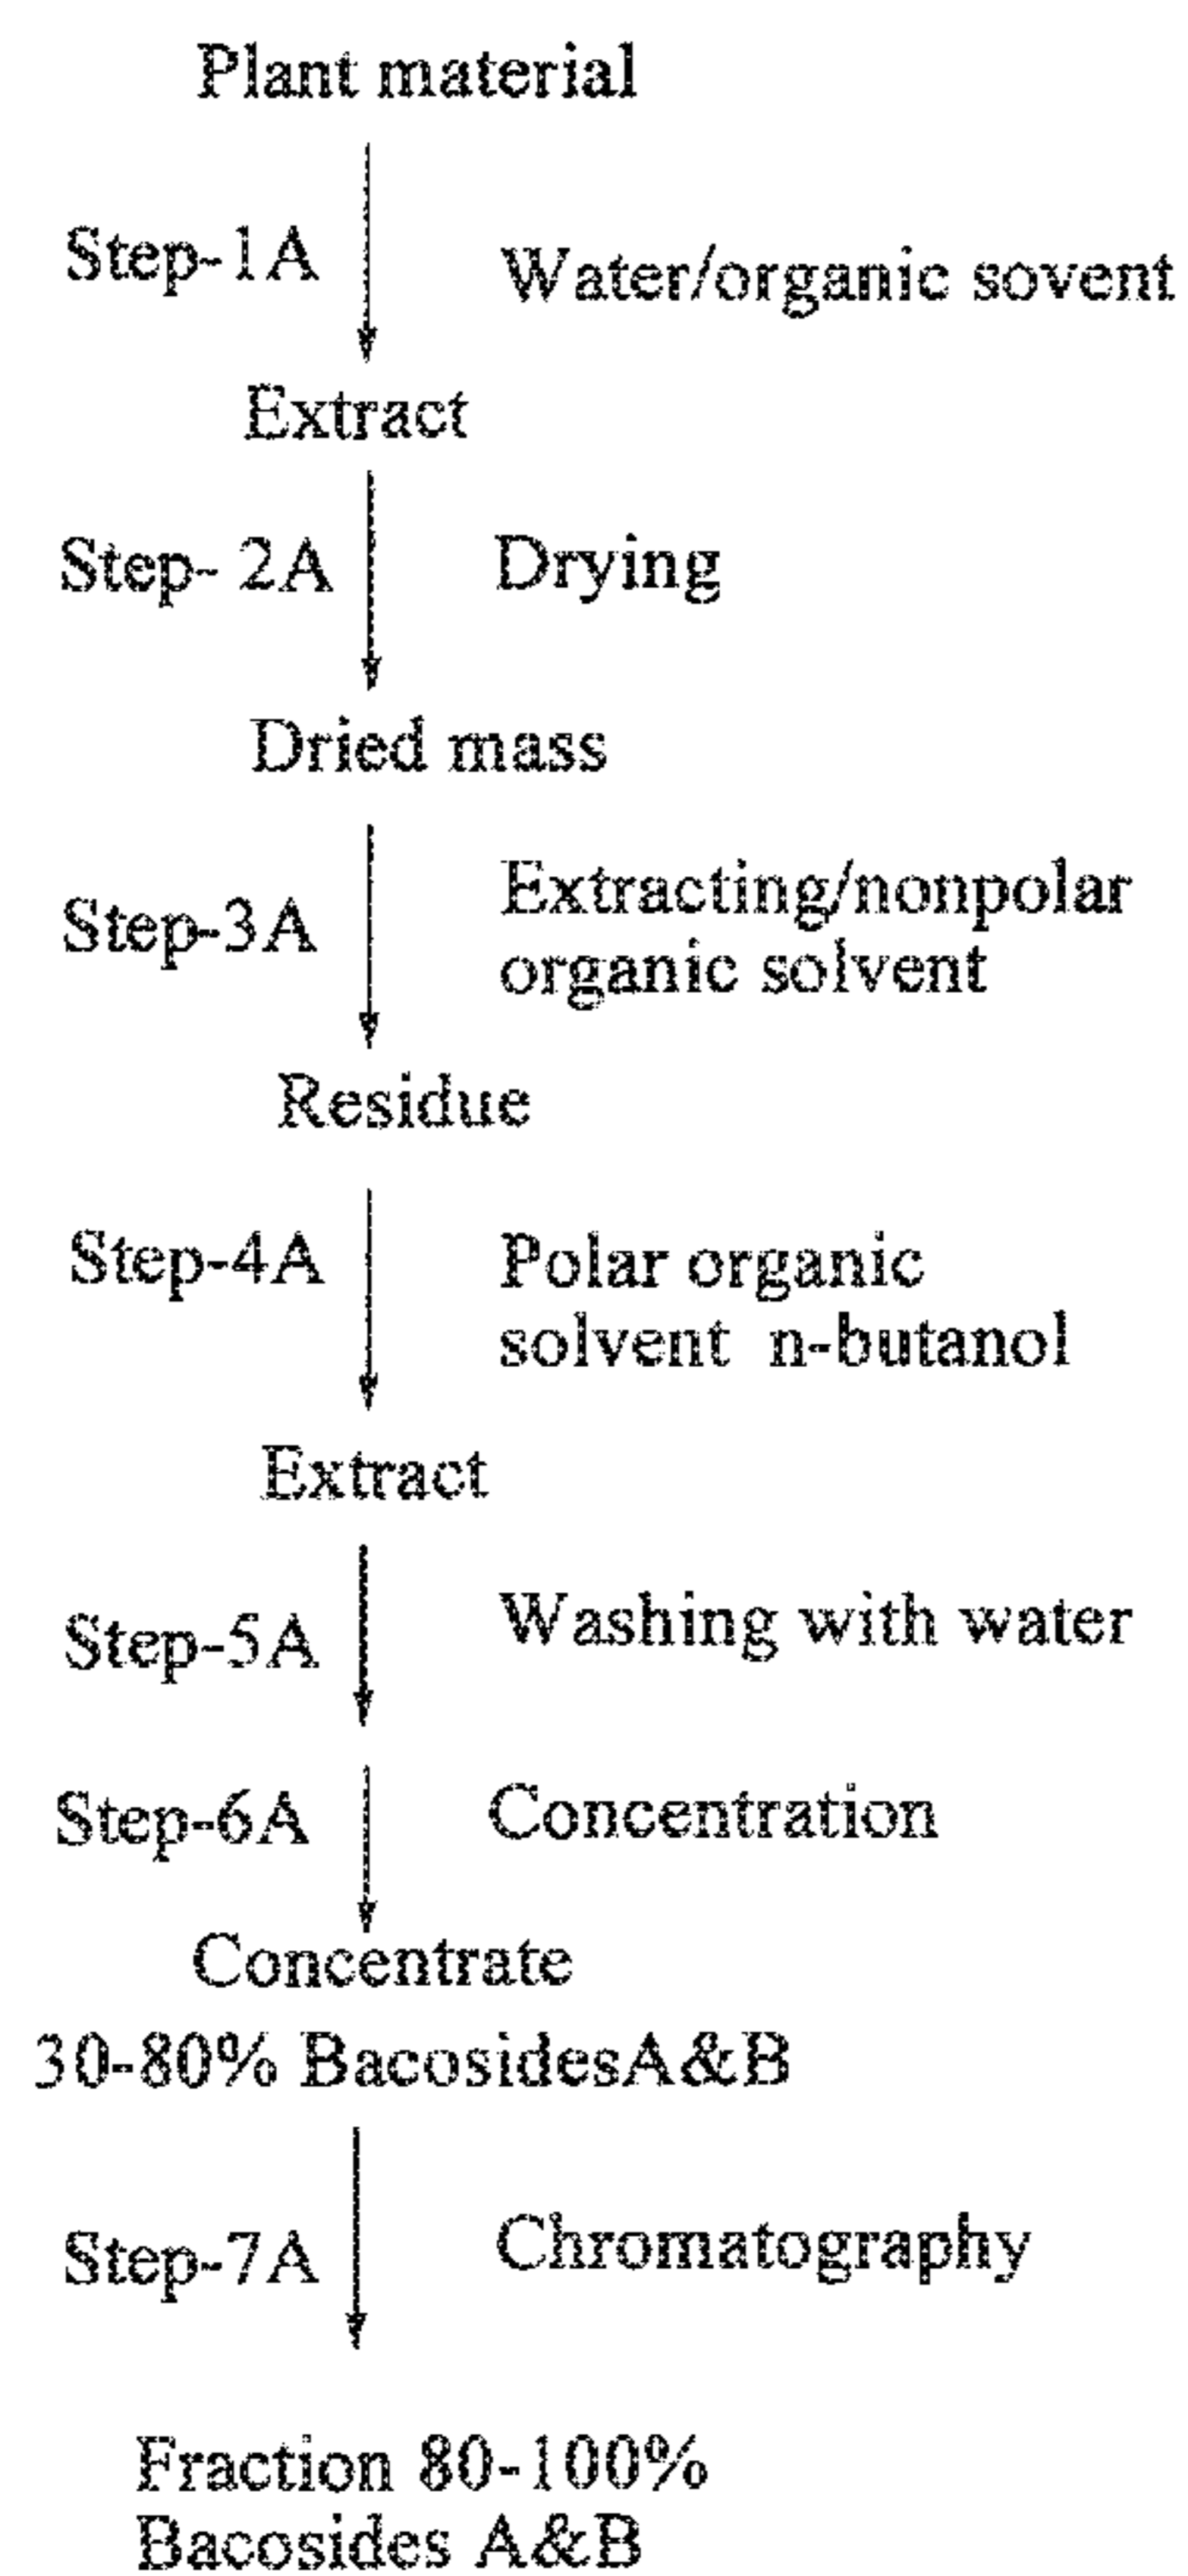 Plant material
Step-1A
Water/organic sovent
Extract
Step- 2A
Drying
Dried mass
Step-3A
Extracting/nonpolar
organic solvent
Residue
Step-4A
Polar organic
solvent n-butanol
Extract
Step-5A
Washing with water
Step-6A
Concentration
Concentrate
30-80% BacosidesA&B
Step-7A
Chromatography
Fraction 80-100%
Bacosides A&B